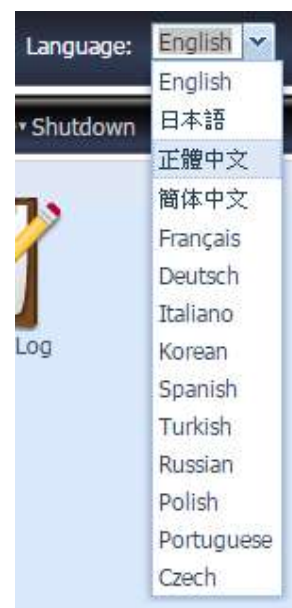 Language: English
English
Shutdown 日本語
正體中文
簡体中文
Français
Deutsch
Italiano
Log Korean
Spanish
Turkish
Russian
Polish
Portuguese
Czech